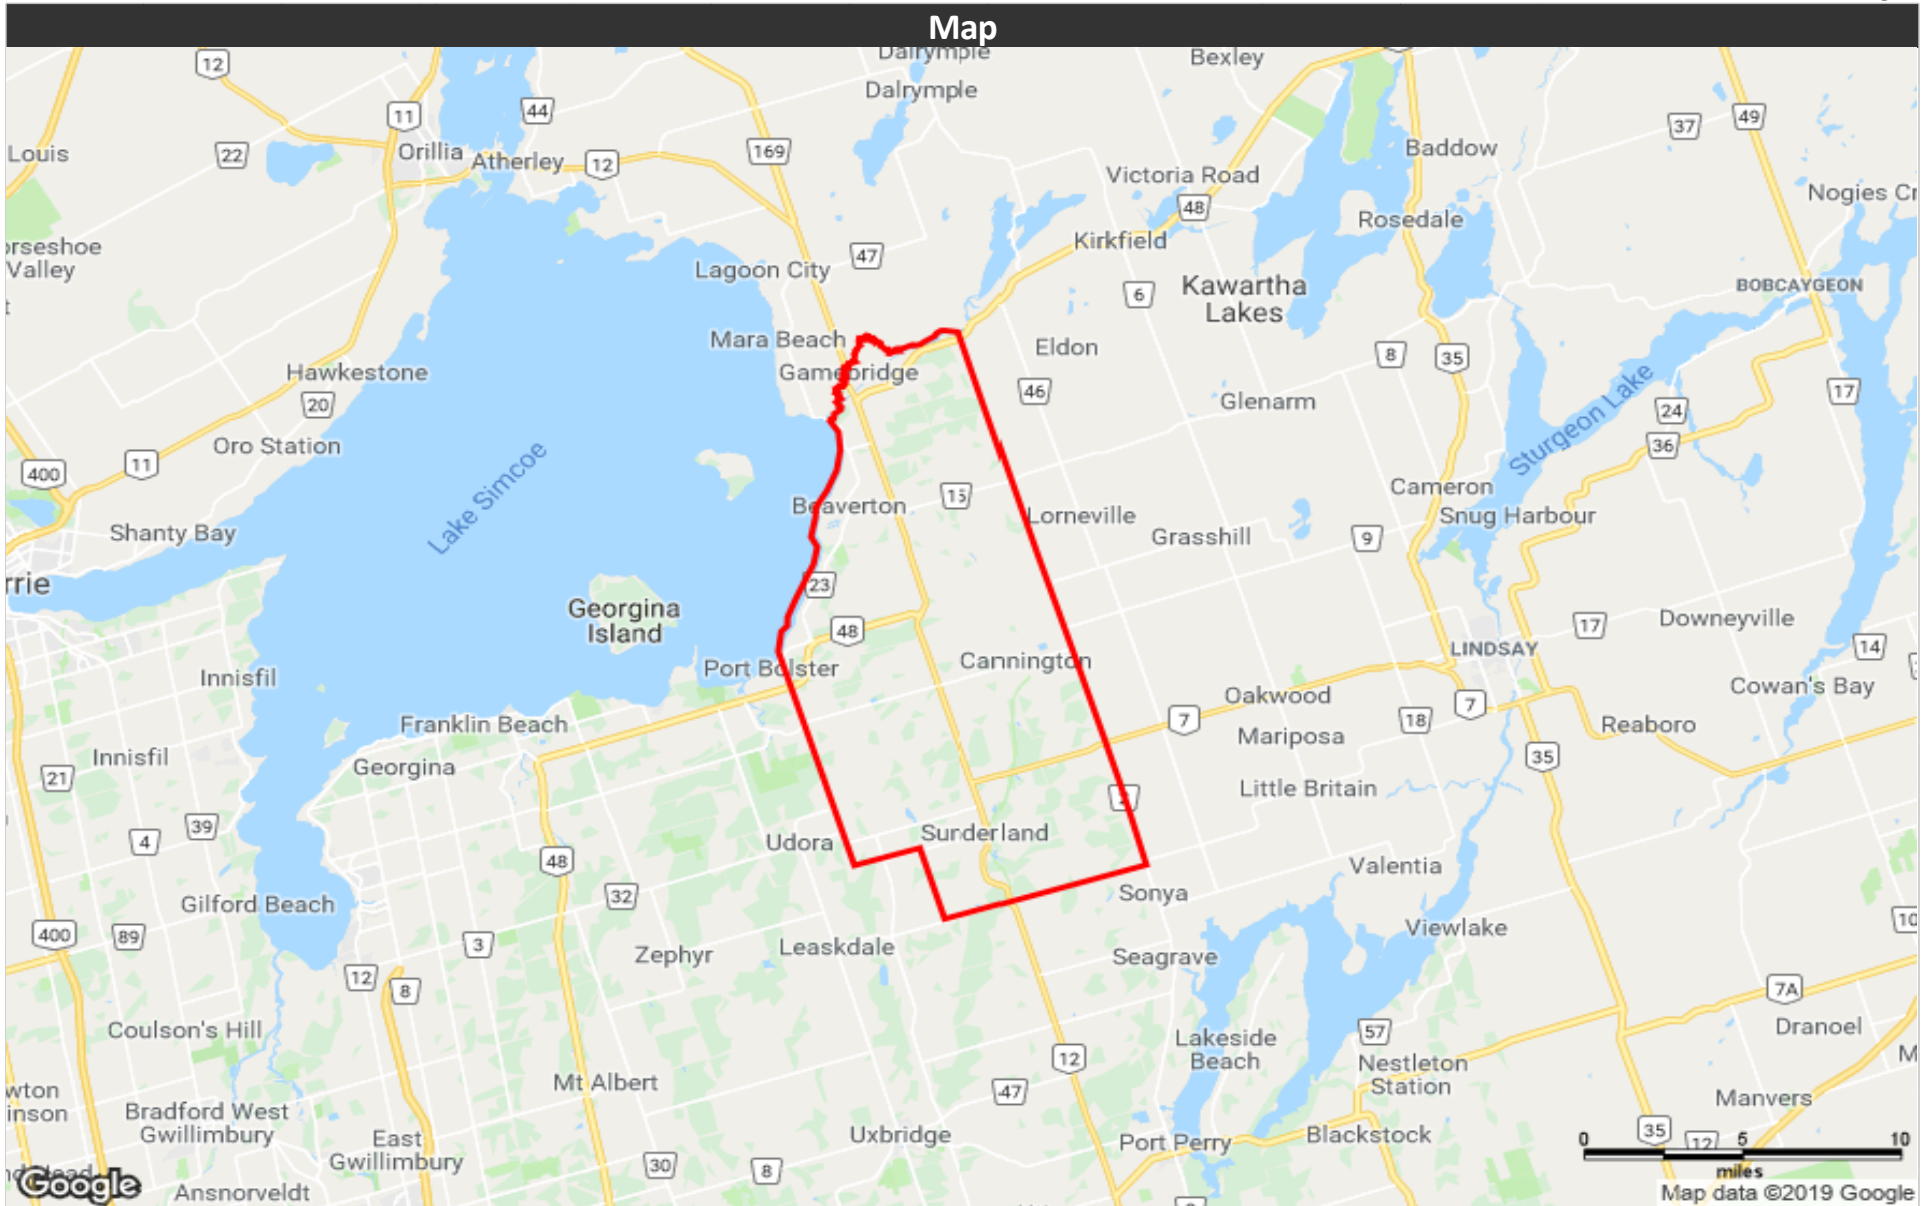 Map
Dalrymple
Bexley
12
Dalrymple
11
44
37
49
Louis
22
Orillia
Atherley
12
169
Baddow
Victoria Road
Nogies Cr
48
Rosedale
orseshoe
Valley
47
Kirkfield
Lagoon City
6
Kawartha
Lakes
BOBCAYGEON
t
Mara Beach
Eldon
8
35
Hawkestone
Gamebridge
46
17
20
Glenarm
24
Sturgeon Lake
Oro Station
36
400
11
Lake Simcoe
Cameron
15
Beaverton
Lorneville
Snug Harbour
Shanty Bay
Grasshill
9
rrie
23
Georgina
Island
48
17
Downeyville
LINDSAY
14
Port Bolster
Cannington
Innisfil
Oakwood
Cowan's Bay
7
7
18
Franklin Beach
Mariposa
Reaboro
Innisfil
Georgina
35
21
Little Britain
39
4
Udora
Surderland
48
Valentia
32
Sonya
Gilford Beach
10
400
89
3
Viewlake
Zephyr
Leaskdale
Seagrave
12
8
7A
Coulson's Hill
57
Dranoel
Lakeside
Beach
12
Nestleton
Station
M
Mt Albert
47
wton
inson
Manvers
Bradford West
Gwillimbury
East
Gwillimbury
Uxbridge
Port Perry
Blackstock
35
12
0 5 10
miles
30
8
Google
Ansnorveldt
Map data ©2019 Google